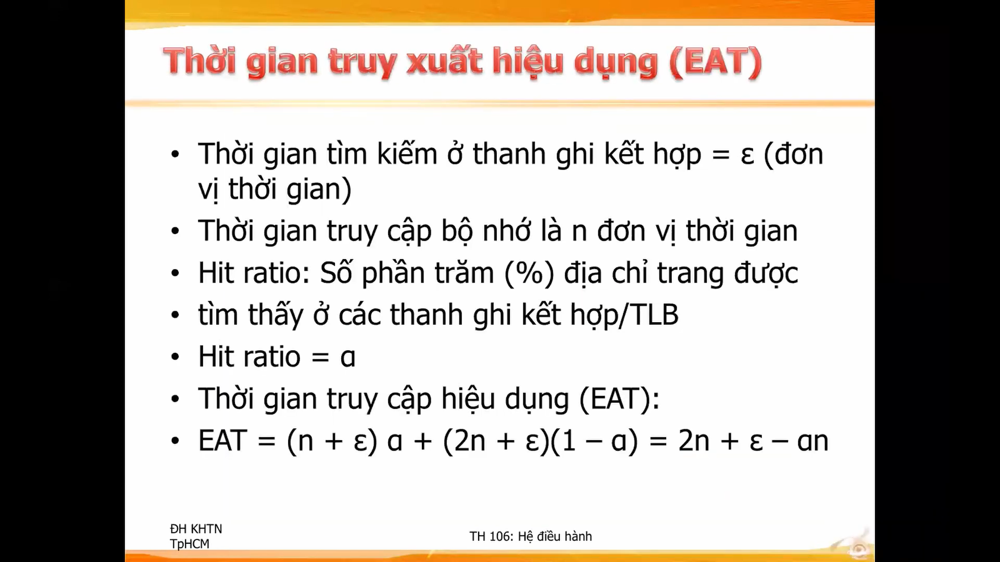 Thời gian truy xuất hiệu dụng (EAT)
• Thời gian tìm kiếm ở thanh ghi kết hợp = ε (đơn
vị thời gian)
• Thời gian truy cập bộ nhớ là n đơn vị thời gian
• Hit ratio: Số phần trăm (%) địa chỉ trang được
• tìm thấy ở các thanh ghi kết hợp/TLB
• Hit ratio = ɑ
• Thời gian truy cập hiệu dụng (EAT):
• EAT = (n + ε) ɑ + (2n + ε)(1 – ɑ) = 2n + ε – ɑn
ĐH KHTN
TpHCM
TH 106: Hệ điều hành